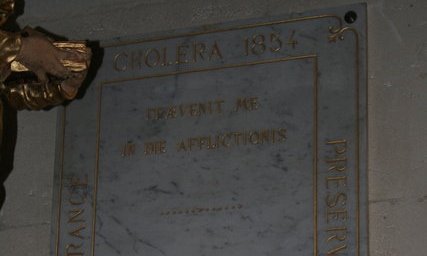 CHOLERA 1854
PRÆVENIT ME
IN DIE AFFLICTIONIS
RANCE
PRESERV